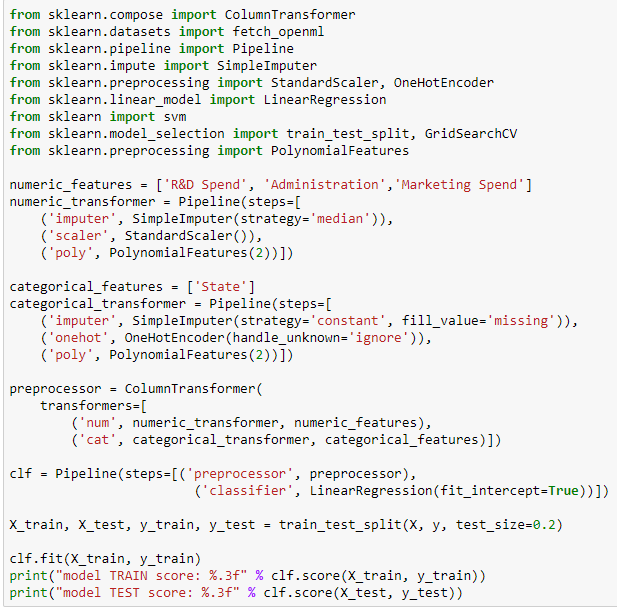 from sklearn.compose import ColumnTransformer
from sklearn.datasets import fetch_openml
from sklearn.pipeline import Pipeline
from sklearn.impute import SimpleImputer
from sklearn.preprocessing import StandardScaler, OneHotEncoder
from sklearn.linear_model import LinearRegression
from sklearn import svm
from sklearn.model_selection import train_test_split, GridSearchCV
from sklearn.preprocessing import PolynomialFeatures

numeric_features = ['R&D Spend', 'Administration','Marketing Spend']
numeric_transformer = Pipeline(steps=[
    ('imputer', SimpleImputer(strategy='median')),
    ('scaler', StandardScaler()),
    ('poly', PolynomialFeatures(2))])

categorical_features = ['State']
categorical_transformer = Pipeline(steps=[
    ('imputer', SimpleImputer(strategy='constant', fill_value='missing')),
    ('onehot', OneHotEncoder(handle_unknown='ignore')),
    ('poly', PolynomialFeatures(2))])

preprocessor = ColumnTransformer(
    transformers=[
        ('num', numeric_transformer, numeric_features),
        ('cat', categorical_transformer, categorical_features)])

clf = Pipeline(steps=[('preprocessor', preprocessor),
                      ('classifier', LinearRegression(fit_intercept=True))])

X_train, X_test, y_train, y_test = train_test_split(X, y, test_size=0.2)

clf.fit(X_train, y_train)
print("model TRAIN score: %.3f" % clf.score(X_train, y_train))
print("model TEST score: %.3f" % clf.score(X_test, y_test))